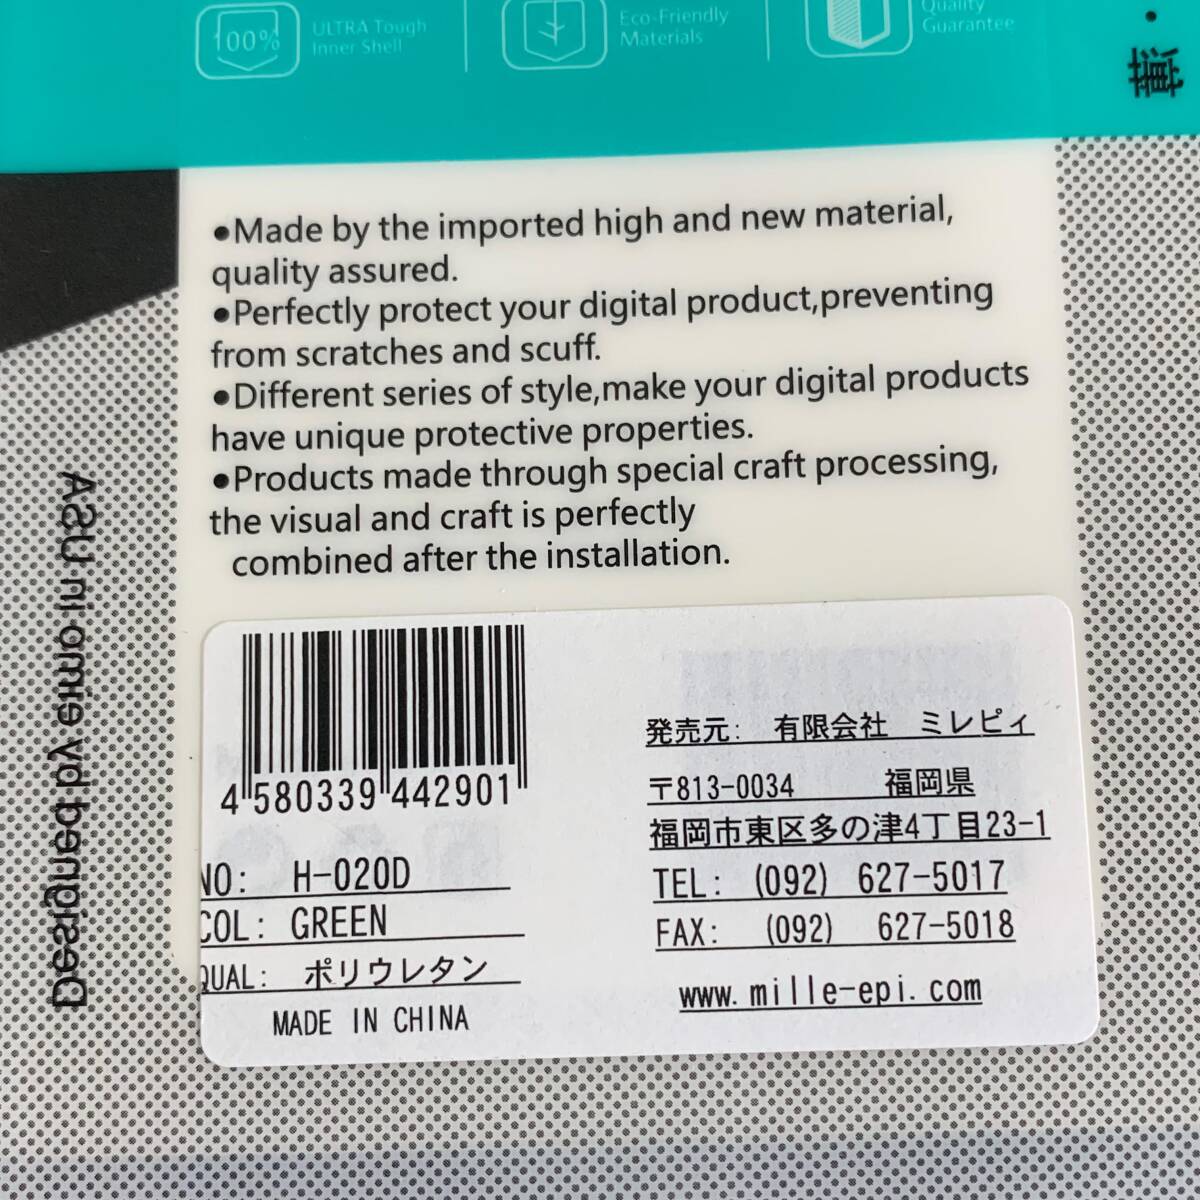 100%
ULTRA Tough
Inner Shell
Eco-Friendly
Materials
Quality
Guarantee
●Made by the imported high and new material,
quality assured.
●Perfectly protect your digital product,preventing
from scratches and scuff.
●Different series of style,make your digital products
have unique protective properties.
●Products made through special craft processing,
the visual and craft is perfectly
combined after the installation.
Designed by eimo in USA
4 580339 442901
NO: H-020D
COL: GREEN
QUAL: ポリウレタン
MADE IN CHINA
発売元: 有限会社 ミレピィ
〒813-0034 福岡県
福岡市東区多の津4丁目23-1
TEL: (092) 627-5017
FAX: (092) 627-5018
www.mille-epi.com